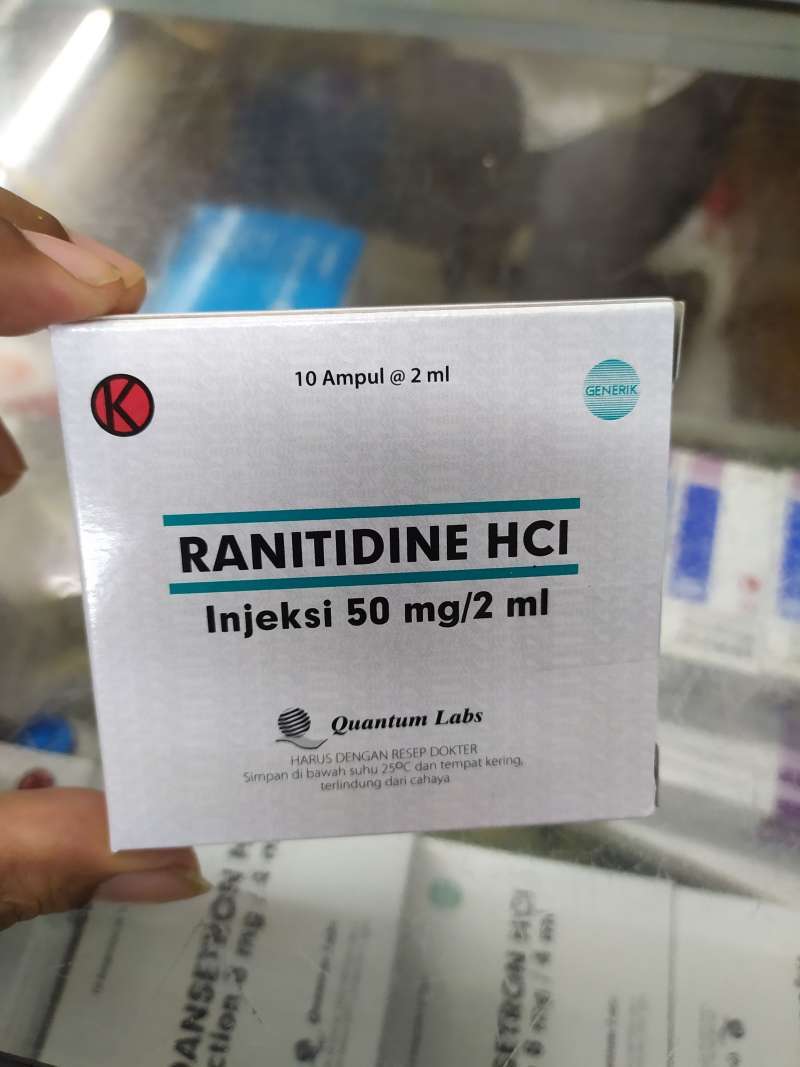 10 Ampul @ 2 ml
K
GENERIK
RANITIDINE HCl
Injeksi 50 mg/2 ml
Quantum Labs
HARUS DENGAN RESEP DOKTER
Simpan di bawah suhu 25ºC dan tempat kering,
terlindung dari cahaya